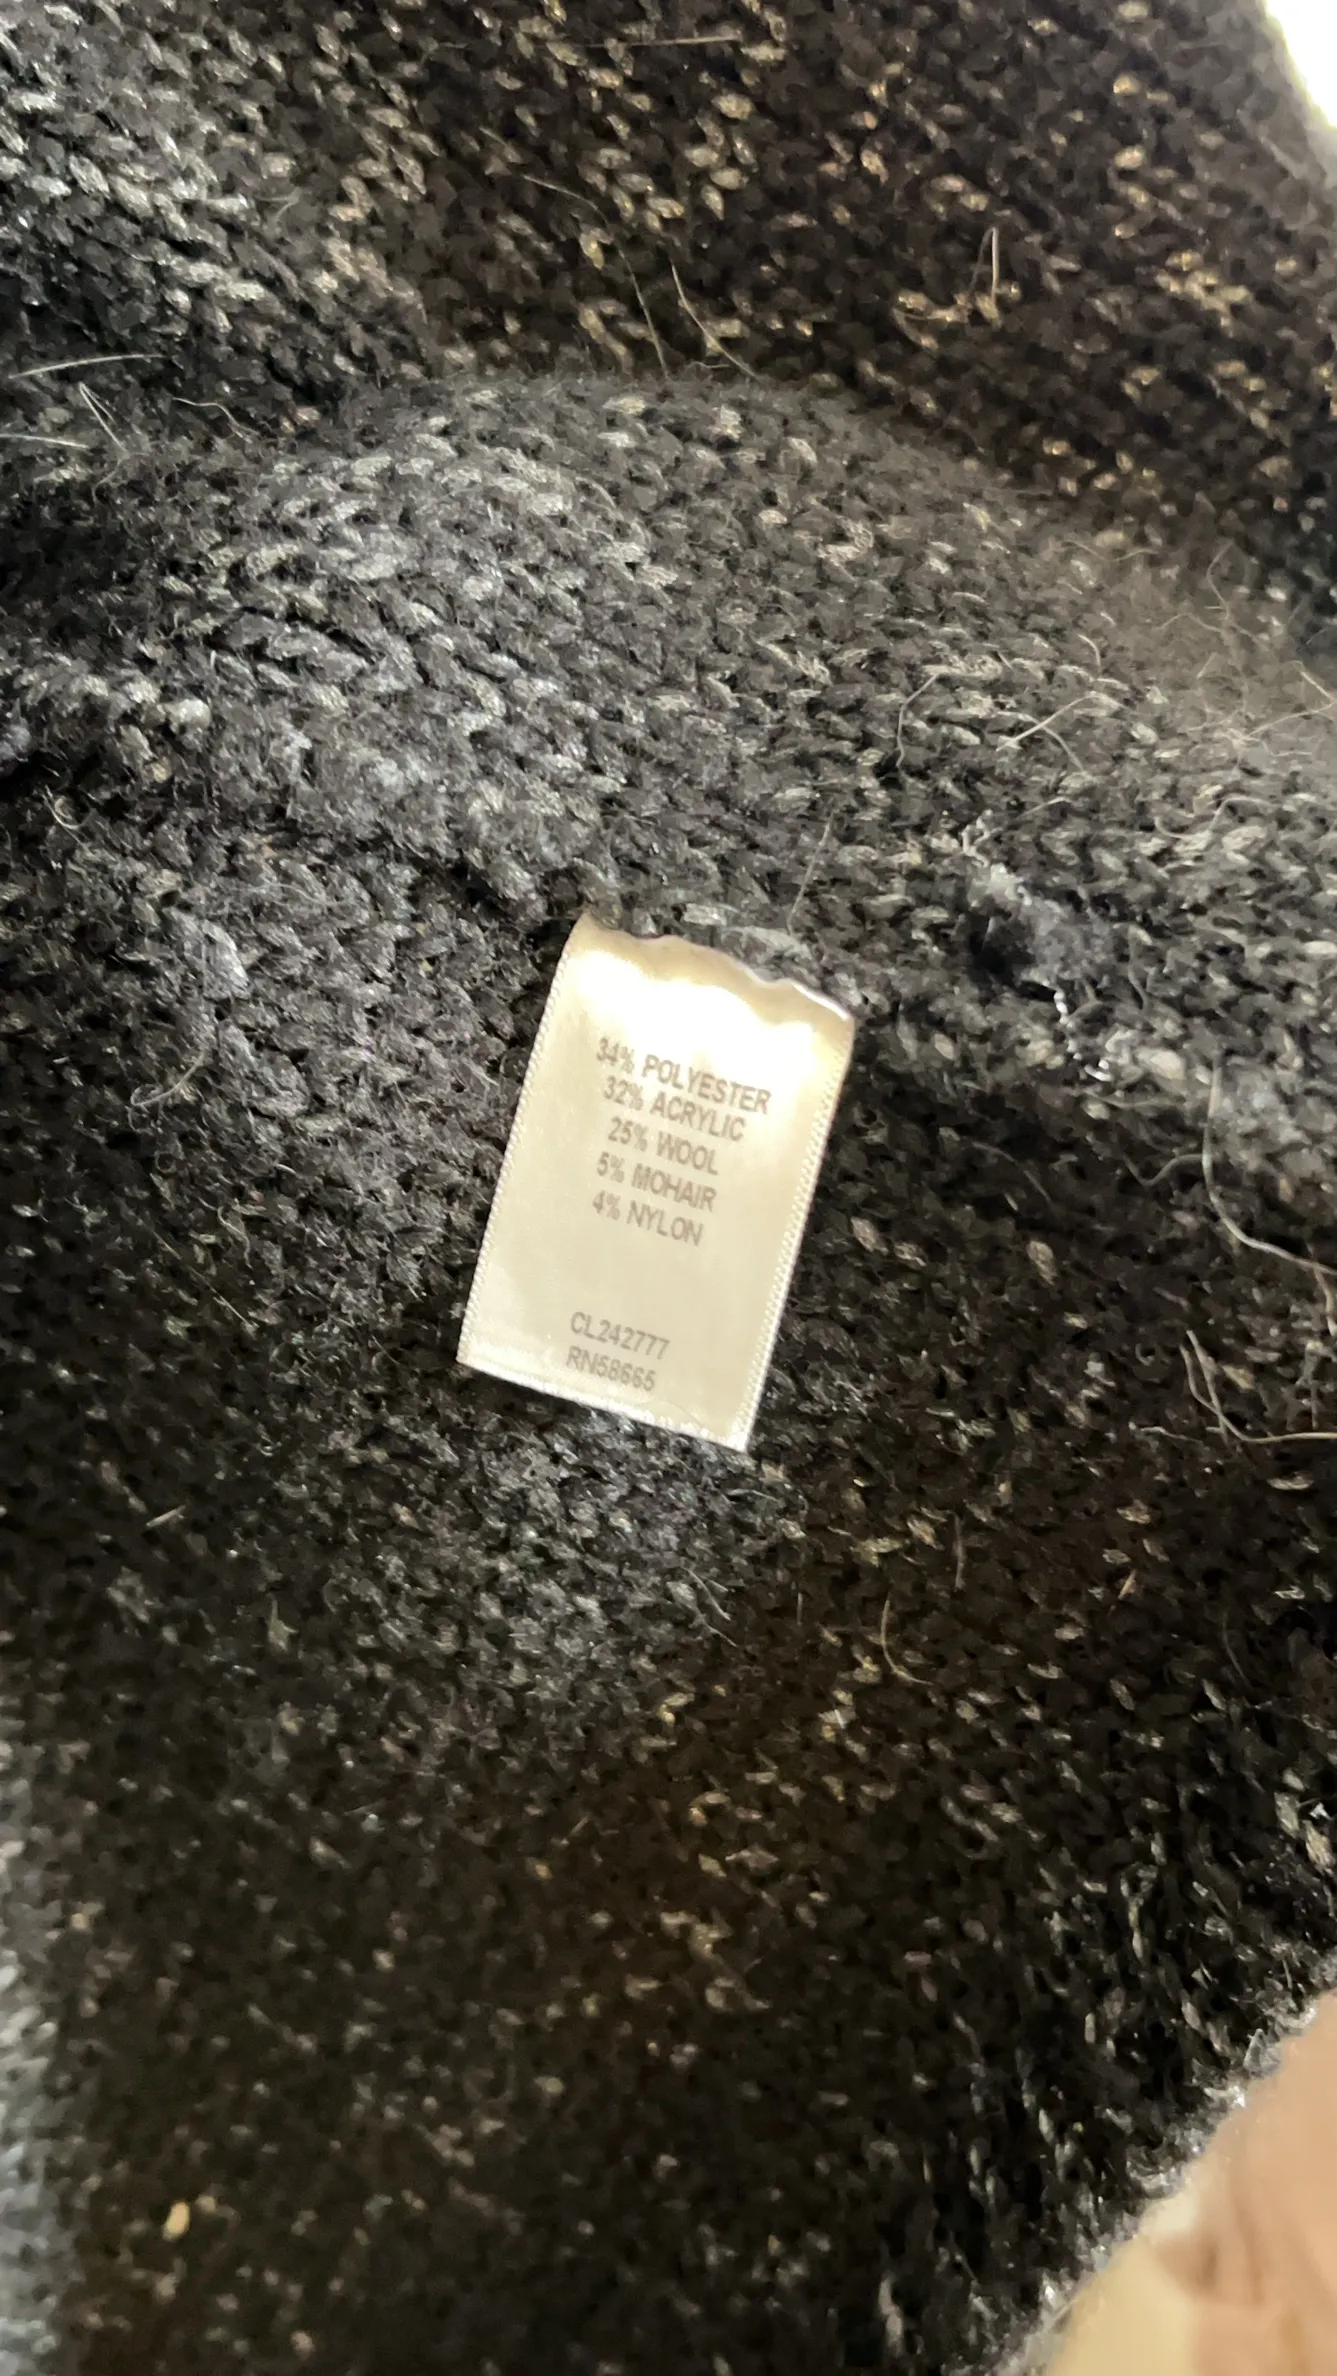 34% POLYESTER
32% ACRYLIC
25% WOOL
5% MOHAIR
4% NYLON
CL242777
RN58665